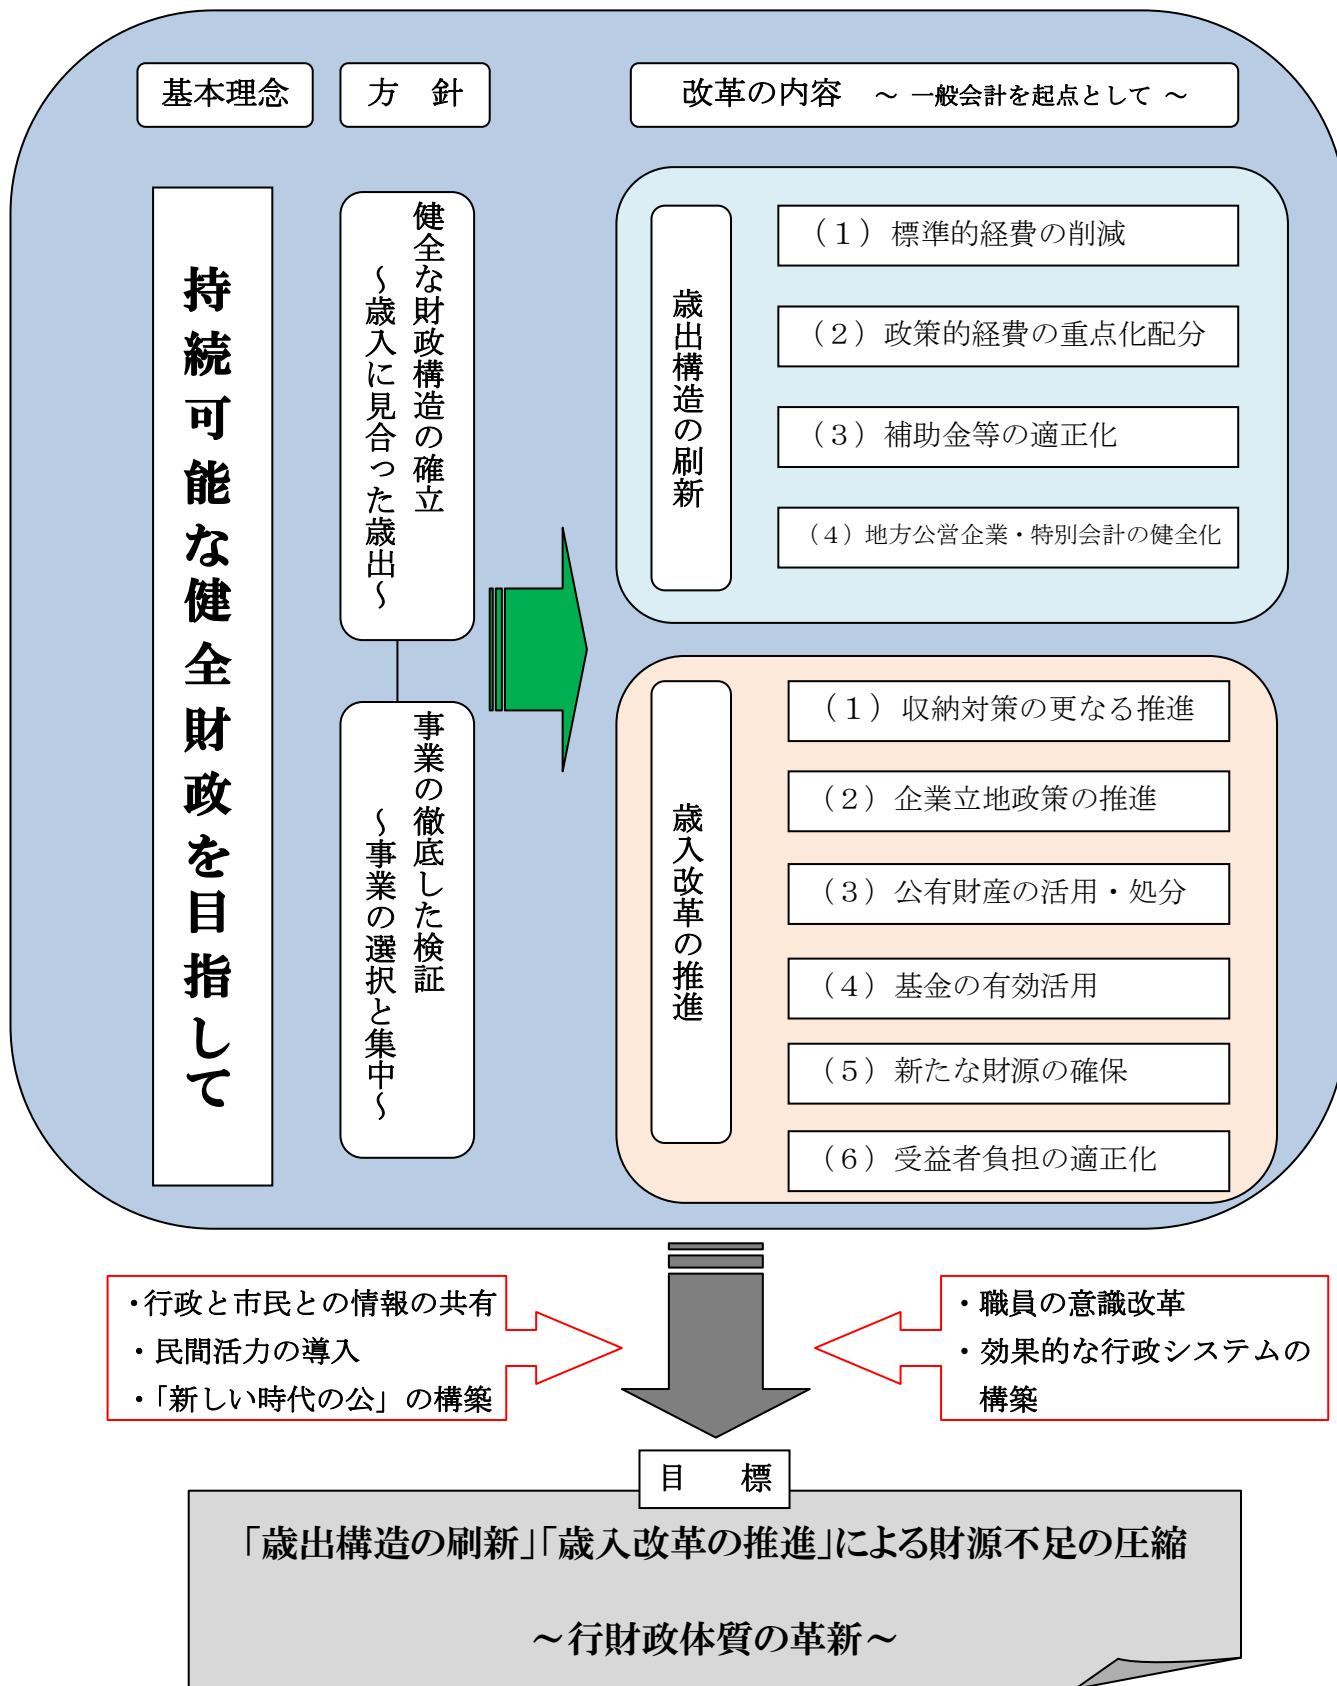 基本理念
方　針
改革の内容　～ 一般会計を起点として ～
持続可能な健全財政を目指して
健全な財政構造の確立
～歳入に見合った歳出～
事業の徹底した検証
～事業の選択と集中～
歳出構造の刷新
（１）標準的経費の削減
（２）政策的経費の重点化配分
（３）補助金等の適正化
（４）地方公営企業・特別会計の健全化
歳入改革の推進
（１）収納対策の更なる推進
（２）企業立地政策の推進
（３）公有財産の活用・処分
（４）基金の有効活用
（５）新たな財源の確保
（６）受益者負担の適正化
・行政と市民との情報の共有
・民間活力の導入
・「新しい時代の公」の構築
・職員の意識改革
・効果的な行政システムの
構築
目　標
「歳出構造の刷新」「歳入改革の推進」による財源不足の圧縮
～行財政体質の革新～